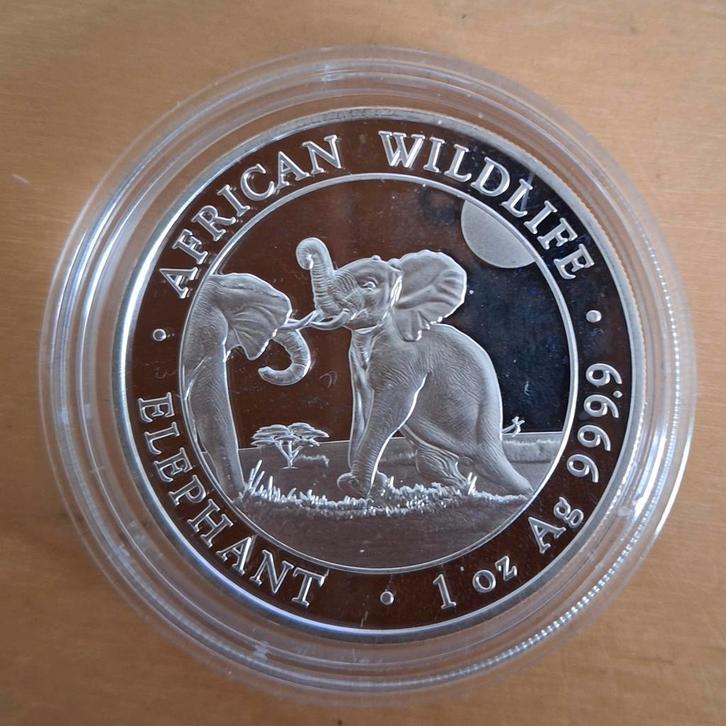 AFRICAN WILDLIFE
1 oz Ag 999.9
ELEPHANT